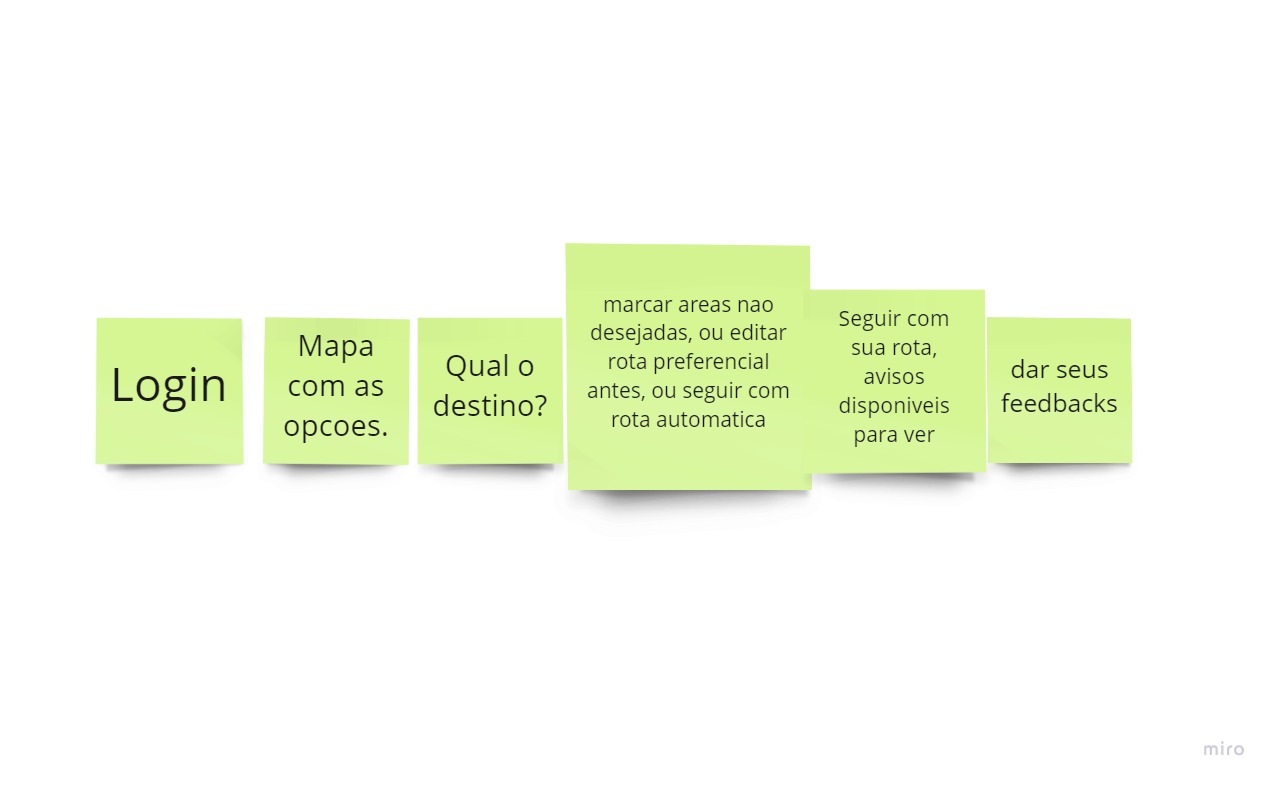 Login
Mapa
com as
opcoes.
Qual o
destino?
marcar areas nao
desejadas, ou editar
rota preferencial
antes, ou seguir com
rota automatica
Seguir com
sua rota,
avisos
disponiveis
para ver
dar seus
feedbacks
miro